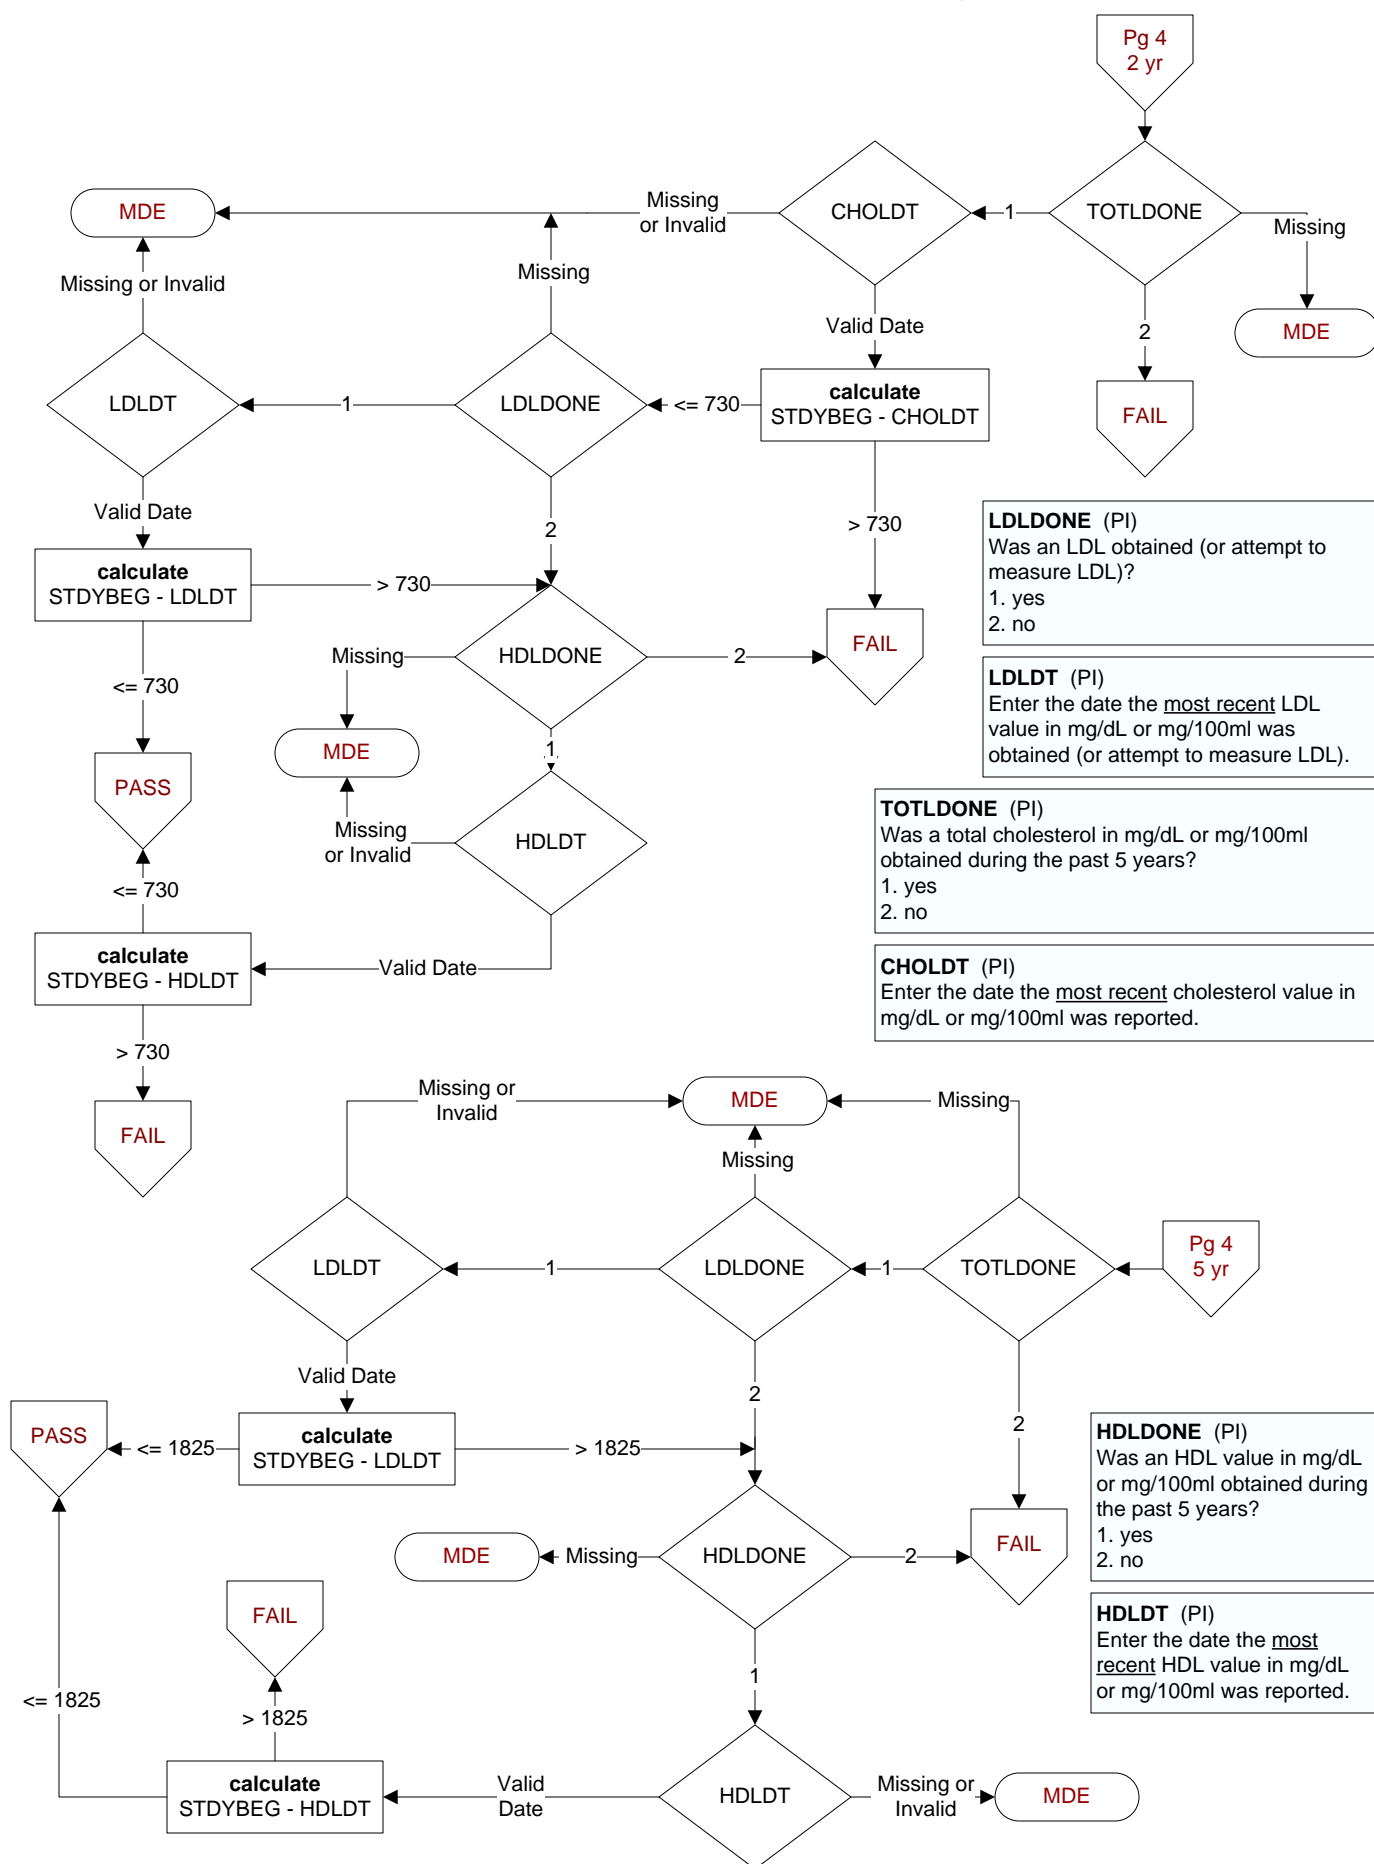 Pg 4
2 yr
TOTLDONE
1
Missing
2
MDE
FAIL
CHOLDT
Missing
or Invalid
MDE
Valid Date
calculate
STDYBEG - CHOLDT
<= 730
> 730
FAIL
LDLDONE
Missing
1
2
LDLDT
Missing or Invalid
Valid Date
calculate
STDYBEG - LDLDT
> 730
<= 730
PASS
HDLDONE
Missing
2
1
MDE
HDLDT
Missing
or Invalid
Valid Date
calculate
STDYBEG - HDLDT
<= 730
> 730
FAIL
LDLDONE (PI)
Was an LDL obtained (or attempt to
measure LDL)?
1. yes
2. no
LDLDT (PI)
Enter the date the most recent LDL
value in mg/dL or mg/100ml was
obtained (or attempt to measure LDL).
TOTLDONE (PI)
Was a total cholesterol in mg/dL or mg/100ml
obtained during the past 5 years?
1. yes
2. no
CHOLDT (PI)
Enter the date the most recent cholesterol value in
mg/dL or mg/100ml was reported.
Pg 4
5 yr
TOTLDONE
Missing
1
2
MDE
LDLDONE
Missing
1
2
LDLDT
Missing or
Invalid
Valid Date
calculate
STDYBEG - LDLDT
<= 1825
> 1825
PASS
HDLDONE
Missing
MDE
2
FAIL
1
HDLDT
Missing or
Invalid
MDE
Valid
Date
calculate
STDYBEG - HDLDT
> 1825
FAIL
<= 1825
HDLDONE (PI)
Was an HDL value in mg/dL
or mg/100ml obtained during
the past 5 years?
1. yes
2. no
HDLDT (PI)
Enter the date the most
recent HDL value in mg/dL
or mg/100ml was reported.